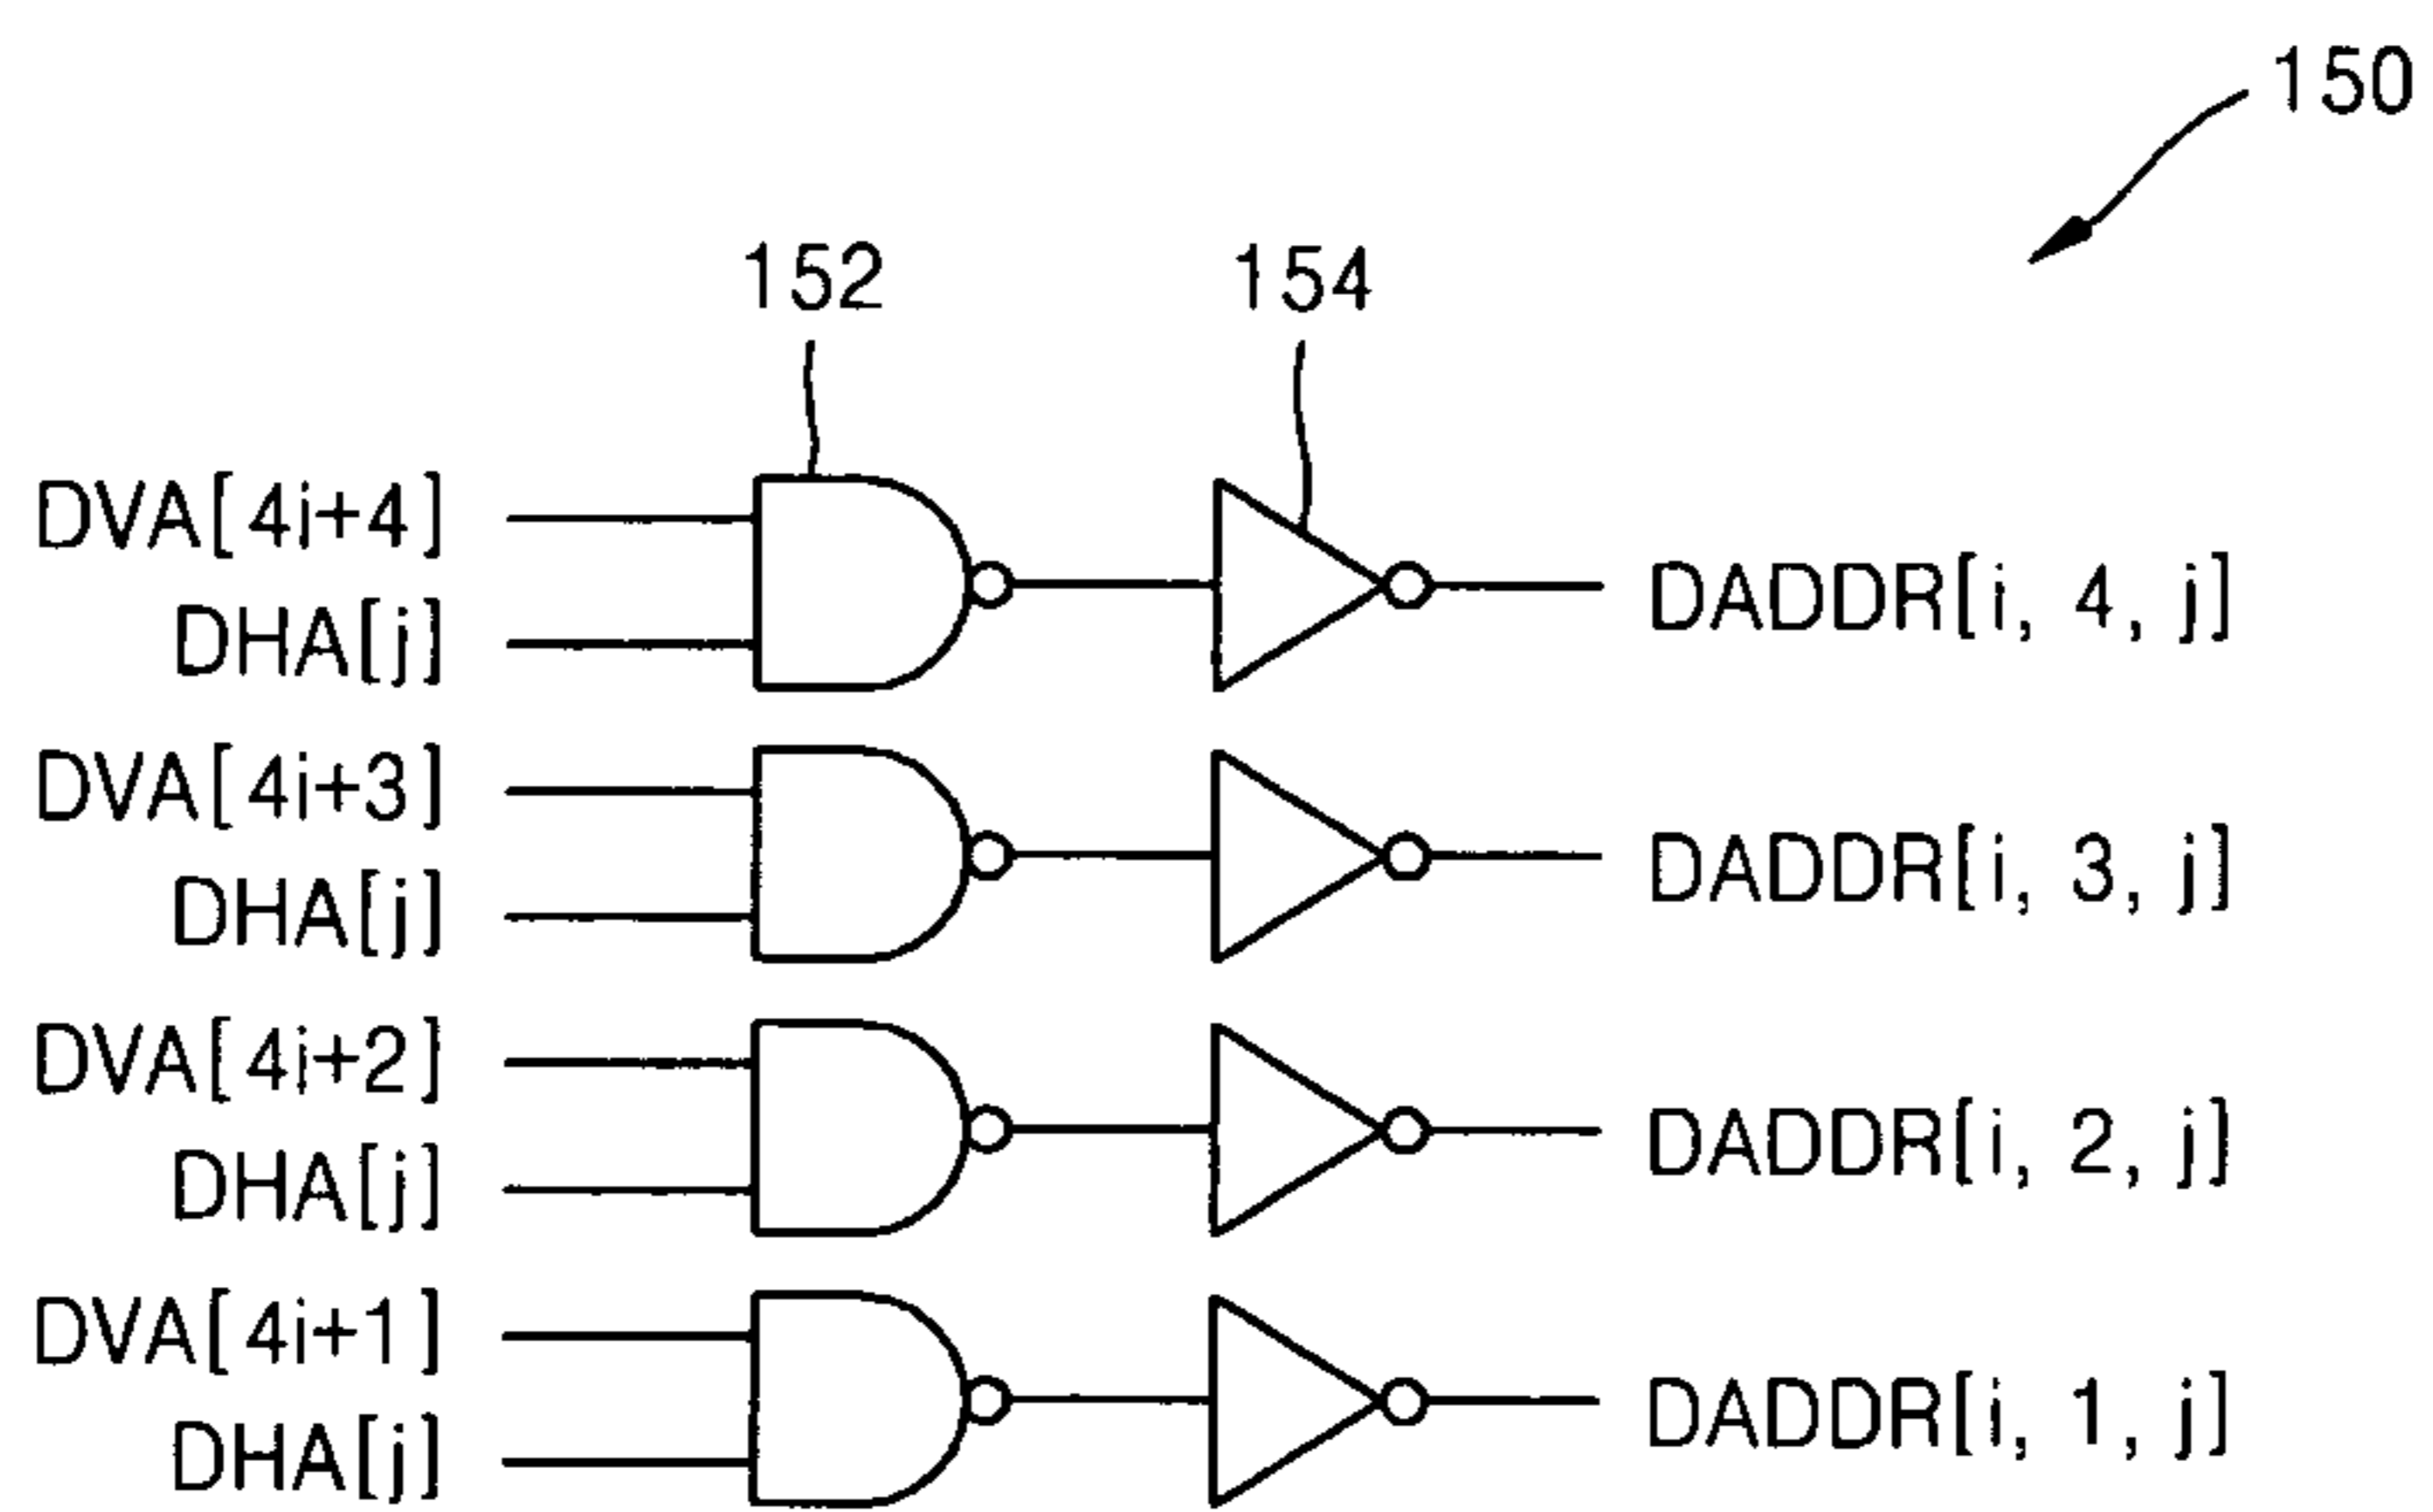 150
152 154
DVA[4i+4]
DHA[j]
DADDR[i, 4, j]
DVA[4i+3]
DHA[j]
DADDR[i, 3, j]
DVA[4i+2]
DHA[j]
DADDR[i, 2, j]
DVA[4i+1]
DHA[j]
DADDR[i, 1, j]